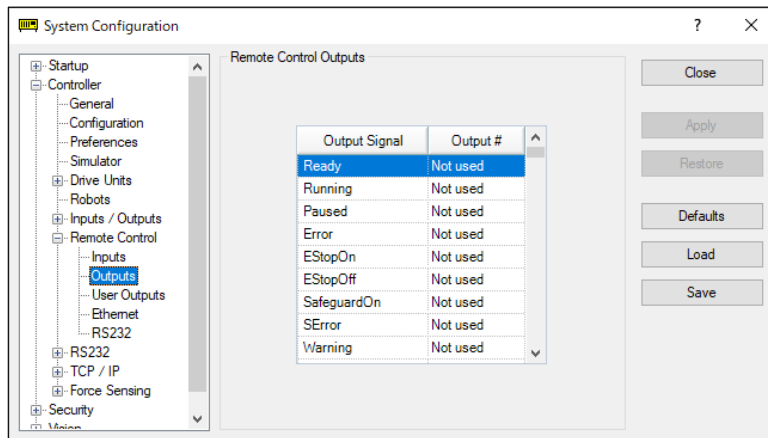 System Configuration
?
Startup
Controller
General
Configuration
Preferences
Simulator
Drive Units
Robots
Inputs / Outputs
Remote Control
Inputs
Outputs
User Outputs
Ethernet
RS232
RS232
TCP / IP
Force Sensing
Security
Vision
Remote Control Outputs
Output Signal Output #
Ready Not used
Running Not used
Paused Not used
Error Not used
EStopOn Not used
EStopOff Not used
SafeguardOn Not used
SError Not used
Warning Not used
Close
Apply
Restore
Defaults
Load
Save